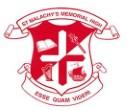 ST MALACHY'S MEMORIAL HIGH
ESSE QUAM VIDERI